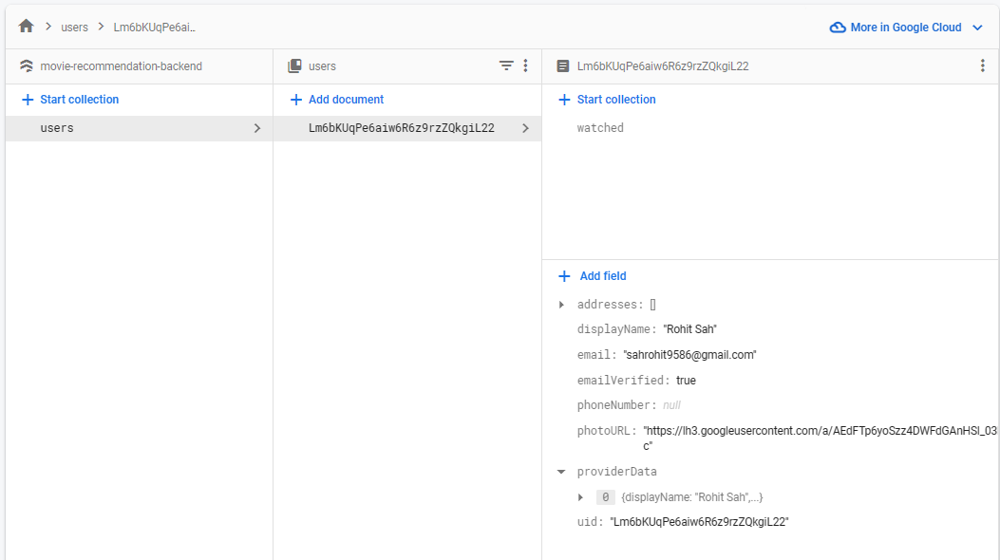 users > Lm6bKUqPe6ai... More in Google Cloud
movie-recommendation-backend
users
Lm6bKUqPe6aiw6R6z9rzZQkgiL22
+ Start collection
+ Add document
+ Start collection
users
Lm6bKUqPe6aiw6R6z9rzZQkgiL22
watched
+ Add field
addresses: []
displayName: "Rohit Sah"
email: "sahrohit9586@gmail.com"
emailVerified: true
phoneNumber: null
photoURL: "https://lh3.googleusercontent.com/a/AEdFTp6yoSzz4DWFdGAnHSI_03
c"
providerData
0 {displayName: "Rohit Sah",...}
uid: "Lm6bKUqPe6aiw6R6z9rzZQkgiL22"